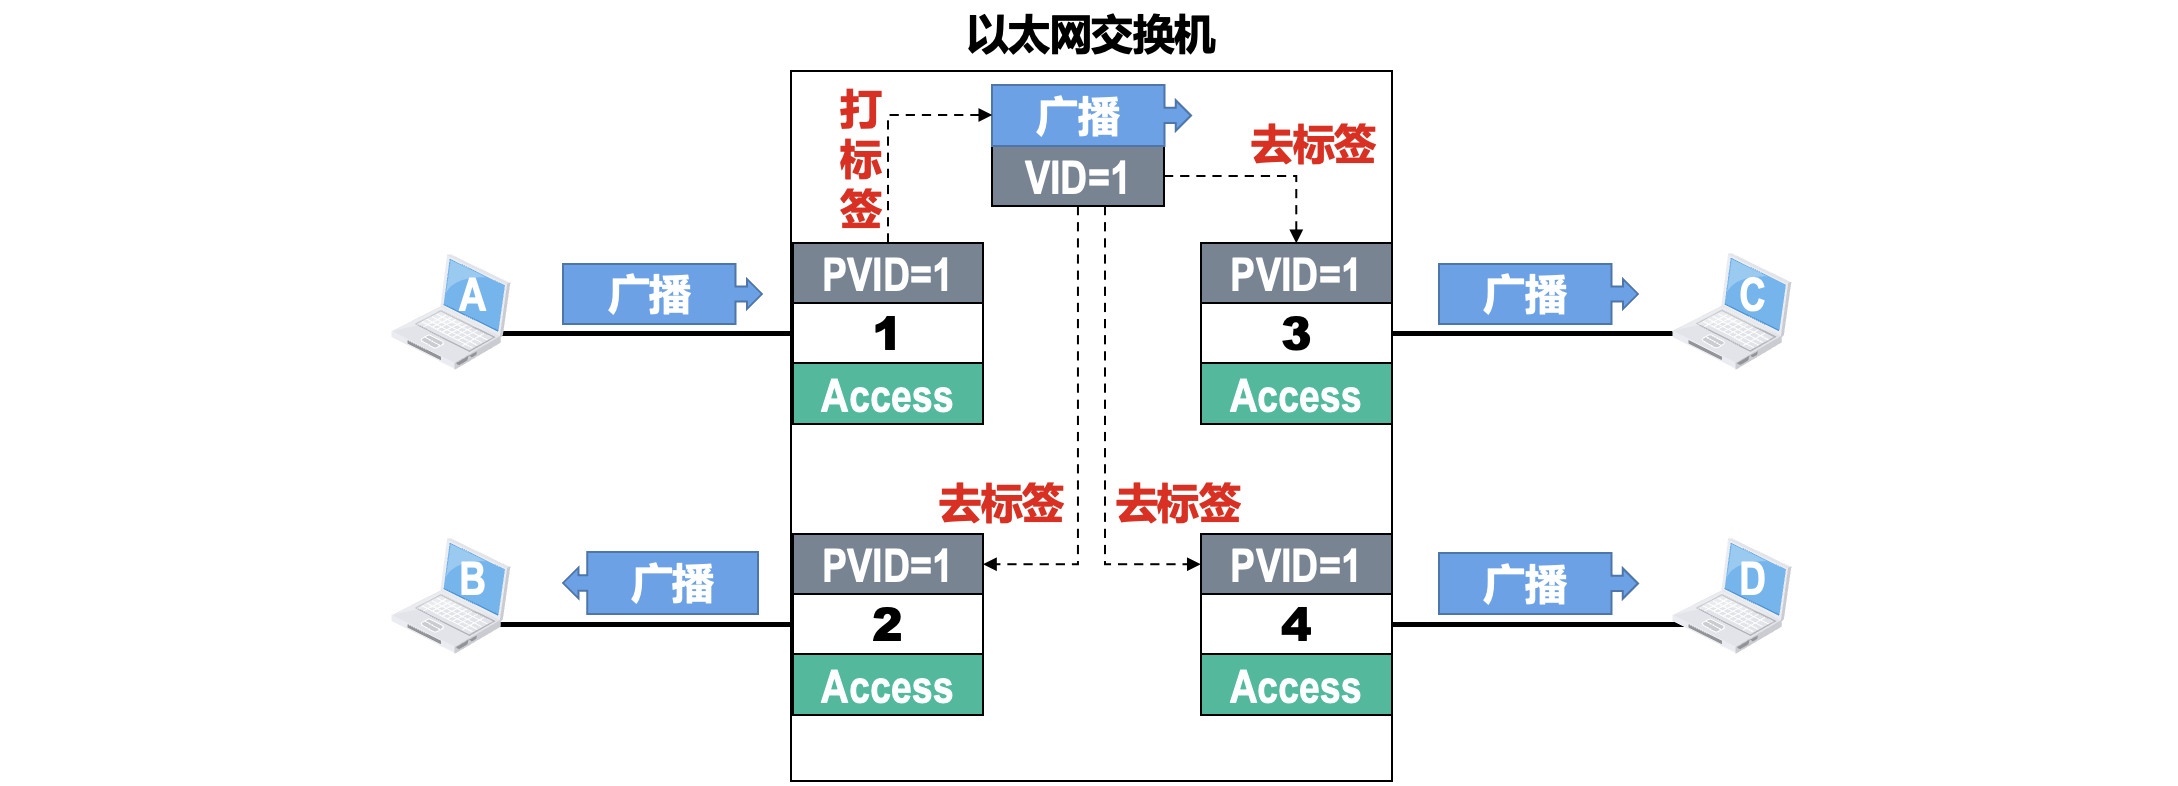 以太网交换机
打标签
广播
VID=1
去标签
A
广播
PVID=1
1
Access
PVID=1
3
Access
广播
C
去标签
去标签
B
广播
PVID=1
2
Access
PVID=1
4
Access
广播
D